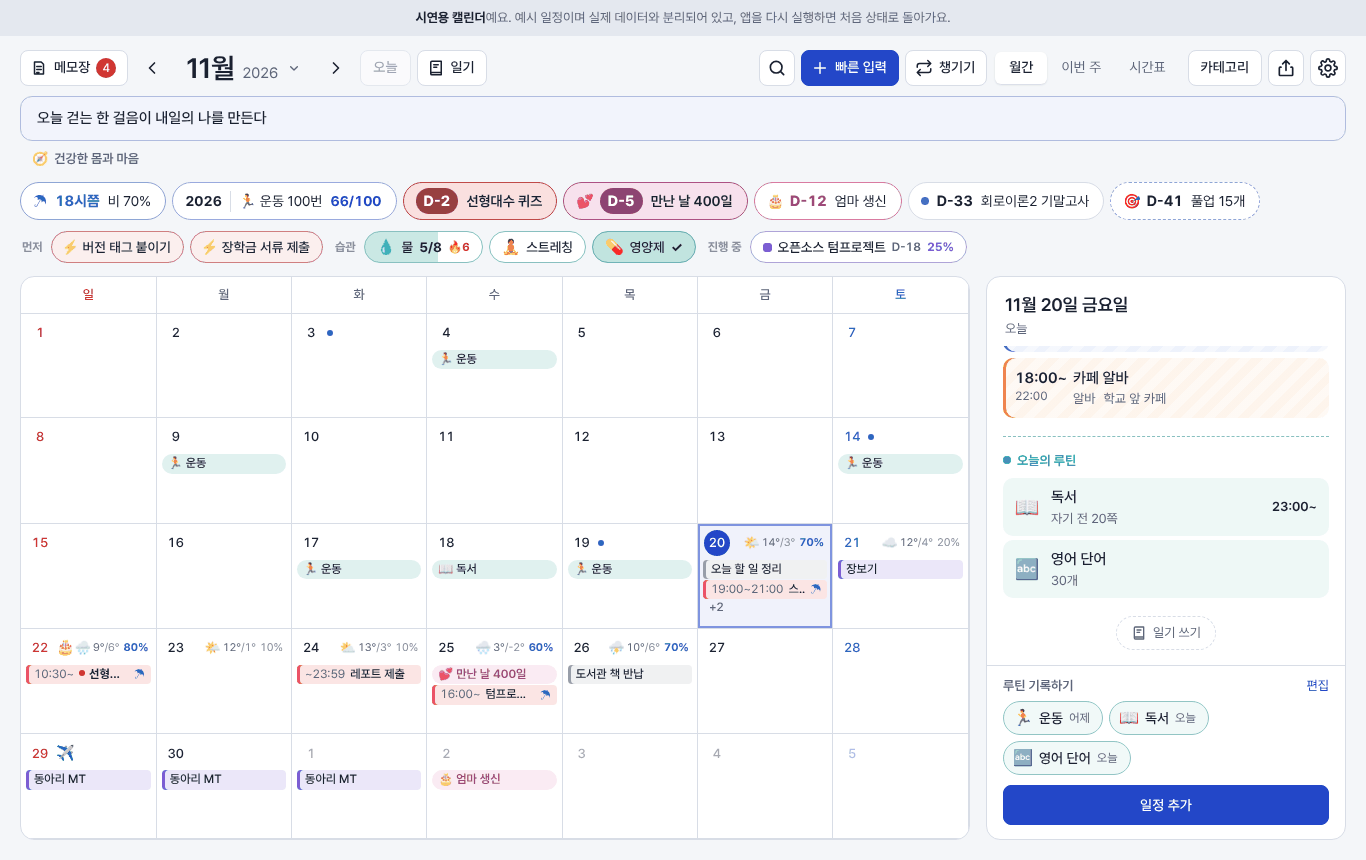 시연용 캘린더예요. 예시 일정이며 실제 데이터와 분리되어 있고, 앱을 다시 실행하면 처음 상태로 돌아가요.
메모장 4 11월 2026 오늘 일기 빠른 입력 챙기기 월간 이번 주 시간표 카테고리
오늘 걷는 한 걸음이 내일의 나를 만든다
건강한 몸과 마음
18시쯤 비 70% 2026 운동 100번 66/100 D-2 선형대수 퀴즈 D-5 만난 날 400일 D-12 엄마 생신 D-33 회로이론2 기말고사 D-41 풀업 15개
먼저 버전 태그 붙이기 장학금 서류 제출 습관 물 5/8 6 스트레칭 영양제 진행 중 오픈소스 텀프로젝트 D-18 25%
일 월 화 수 목 금 토
1 2 3 4 5 6 7
운동
8 9 10 11 12 13 14
운동 운동
15 16 17 18 19 20 14°/3° 70% 21 12°/4° 20%
운동 독서 운동 오늘 할 일 정리 장보기
19:00~21:00 스..
+2
22 9°/6° 80% 23 12°/1° 10% 24 13°/3° 10% 25 3°/-2° 60% 26 10°/6° 70% 27 28
10:30~ 선형... ~23:59 레포트 제출 만난 날 400일 도서관 책 반납
16:00~ 텀프로...
29 30 1 2 3 4 5
동아리 MT 동아리 MT 동아리 MT 엄마 생신
11월 20일 금요일
오늘
18:00~ 카페 알바
22:00 알바 학교 앞 카페
오늘의 루틴
독서 23:00~
자기 전 20쪽
abc 영어 단어
30개
일기 쓰기
루틴 기록하기 편집
운동 어제 독서 오늘
abc 영어 단어 오늘
일정 추가